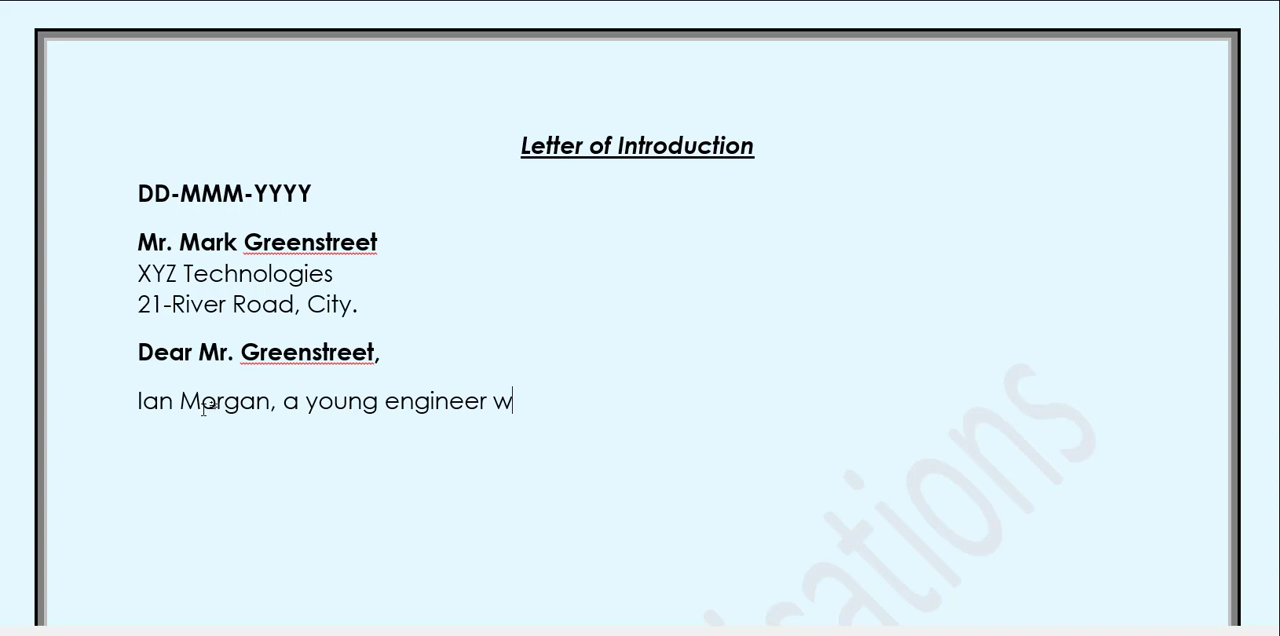 Letter of Introduction
DD-MMM-YYYY
Mr. Mark Greenstreet
XYZ Technologies
21-River Road, City.
Dear Mr. Greenstreet,
Ian Morgan, a young engineer w